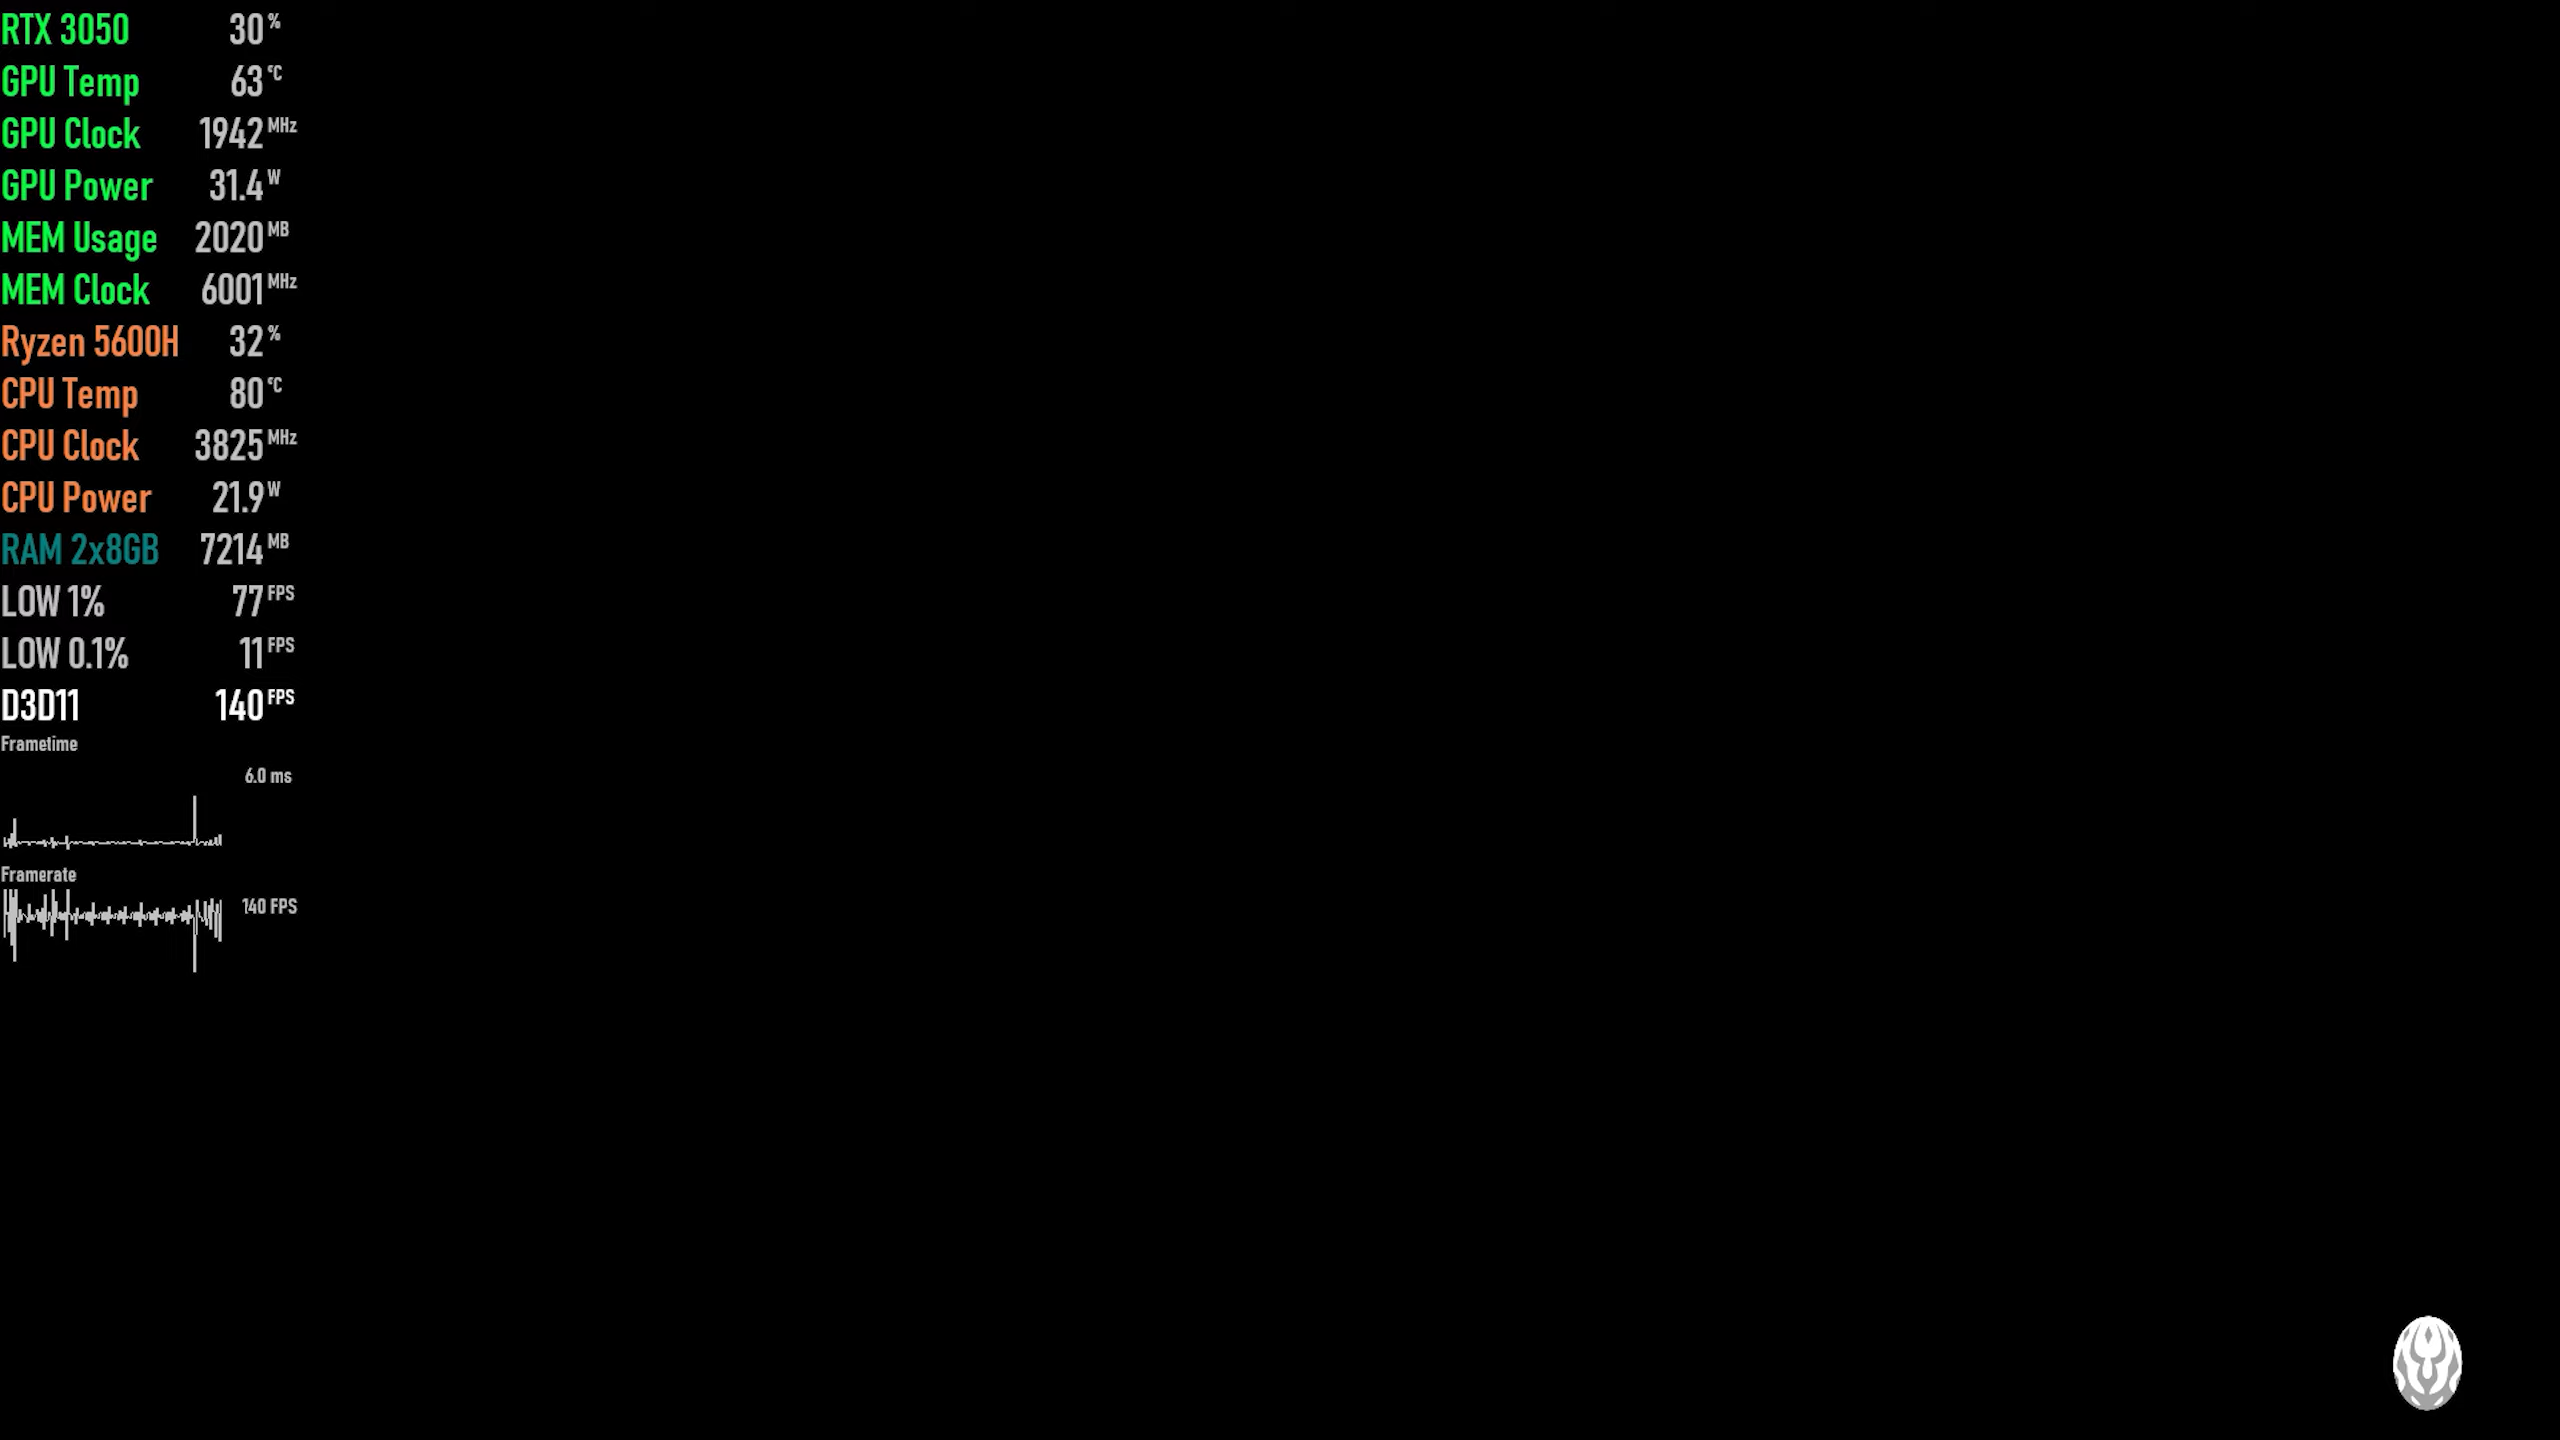 RTX 3050 30 %
GPU Temp 63 °C
GPU Clock 1942 MHz
GPU Power 31.4 W
MEM Usage 2020 MB
MEM Clock 6001 MHz
Ryzen 5600H 32 %
CPU Temp 80 °C
CPU Clock 3825 MHz
CPU Power 21.9 W
RAM 2x8GB 7214 MB
LOW 1% 77 FPS
LOW 0.1% 11 FPS
D3D11 140 FPS
Frametime
6.0 ms
Framerate
140 FPS